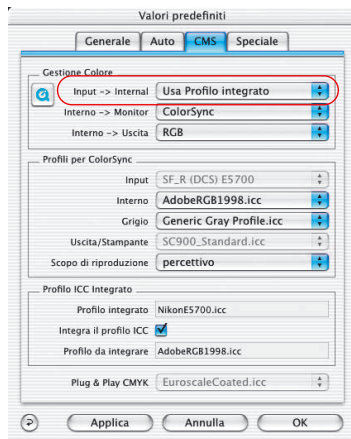 Valori predefiniti
Generale Auto CMS Speciale
Gestione Colore
Input -> Internal Usa Profilo integrato
Interno -> Monitor ColorSync
Interno -> Uscita RGB
Profili per ColorSync
Input SF_R (DCS) E5700
Interno AdobeRGB1998.icc
Grigio Generic Gray Profile.icc
Uscita/Stampante SC900_Standard.icc
Scopo di riproduzione percettivo
Profilo ICC Integrato
Profilo integrato NikonE5700.icc
Integra il profilo ICC
Profilo da integrare AdobeRGB1998.icc
Plug & Play CMYK EuroscaleCoated.icc
? Applica Annulla OK